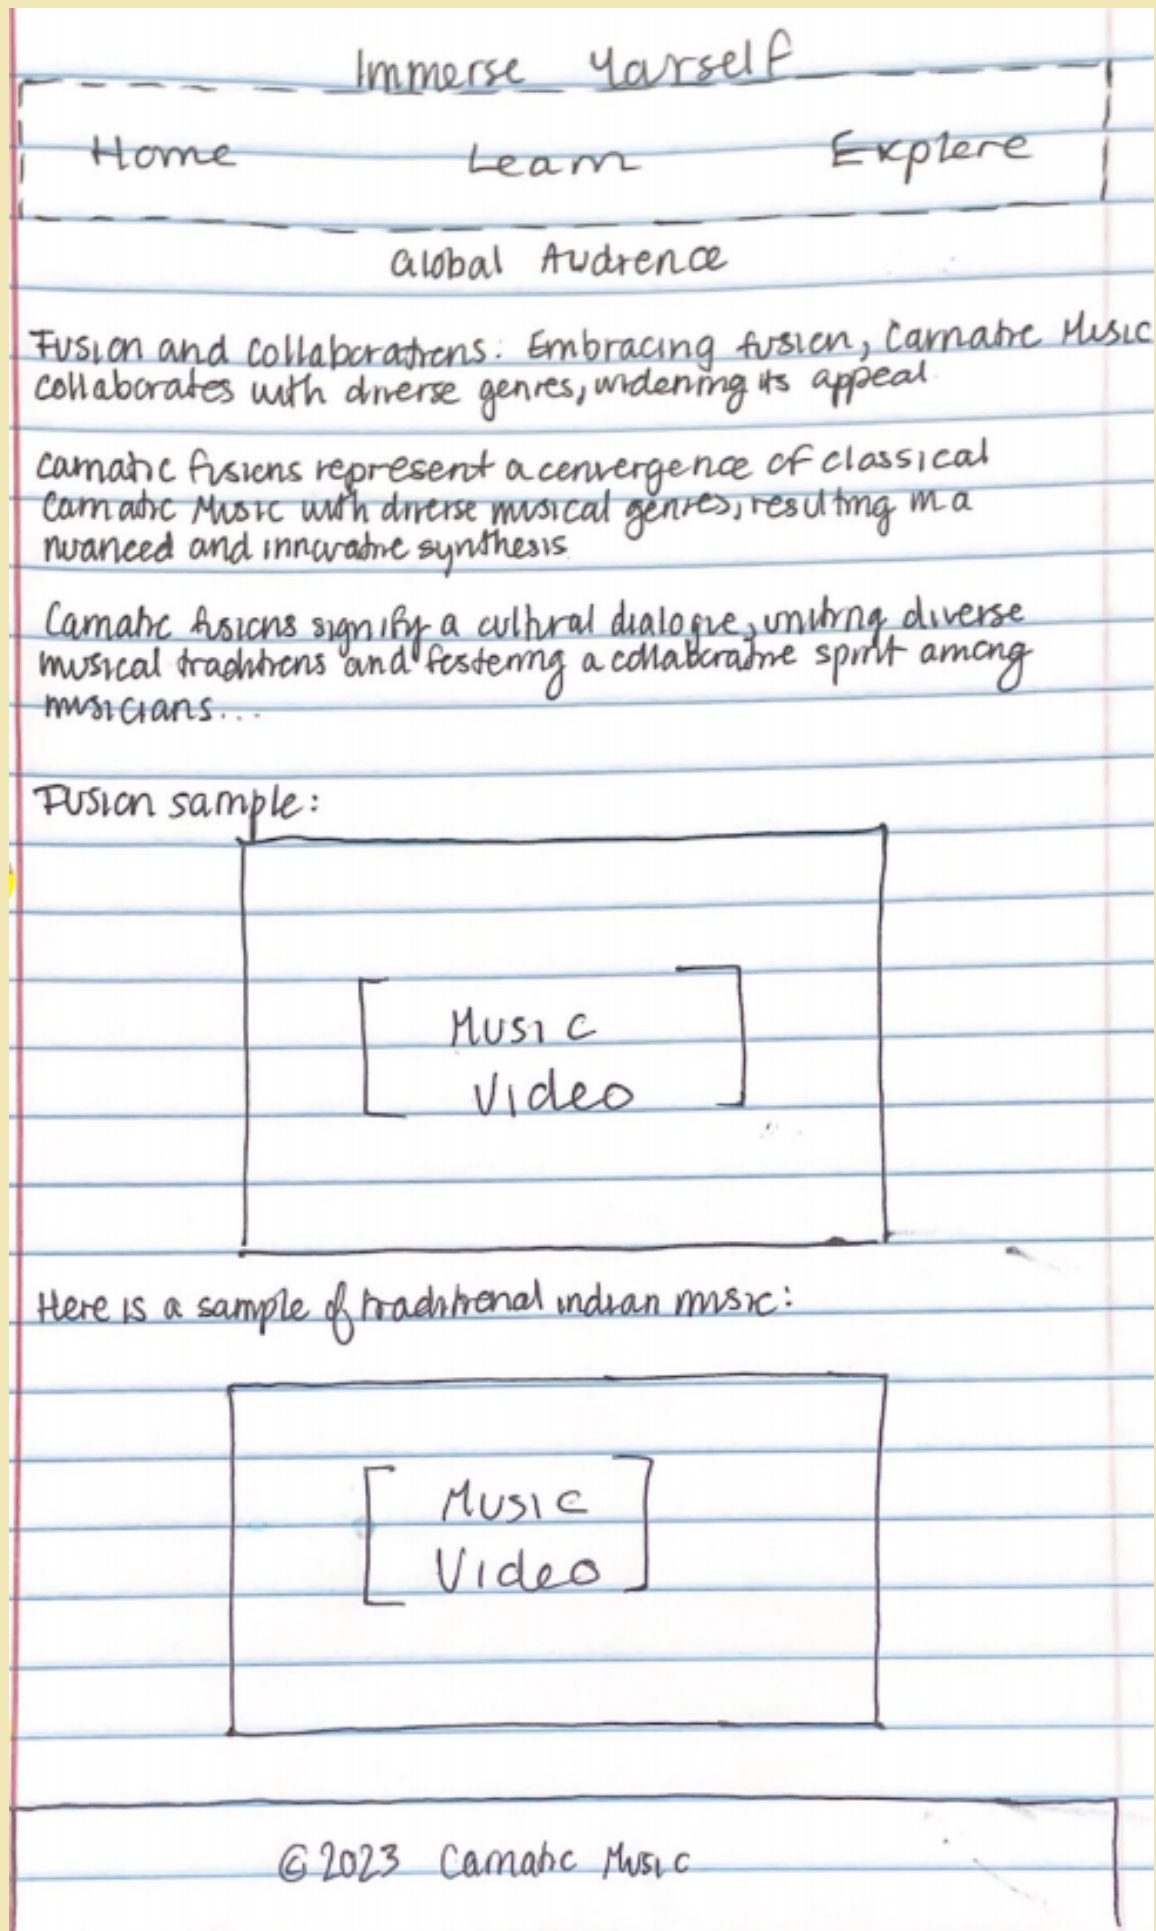 Immerse Yourself
Home Learn Explore
Global Audience
Fusion and collaborations: Embracing fusion, Carnatic Music
collaborates with diverse genres, widening its appeal.
Carnatic fusions represent a convergence of classical
Carnatic Music with diverse musical genres, resulting in a
nuanced and innovative synthesis.
Carnatic fusions signify a cultural dialogue, uniting diverse
musical traditions and fostering a collaborative spirit among
musicians...
Fusion sample:
Music
Video
Here is a sample of traditional indian music:
Music
Video
©2023 Carnatic Music